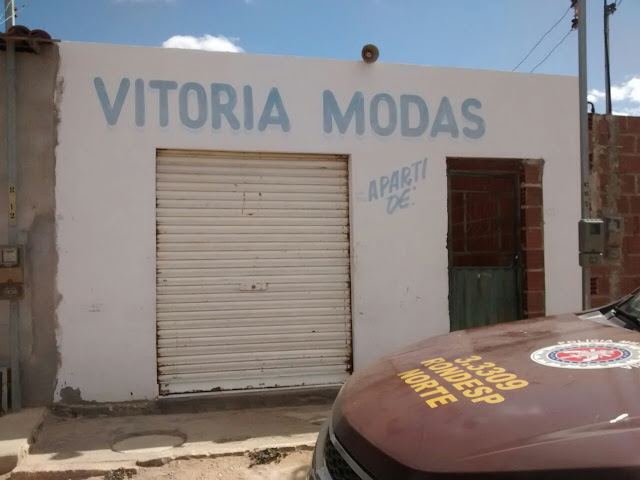 VITORIA MODAS
APARTI
DE
3.3309
RONDESP
NORTE